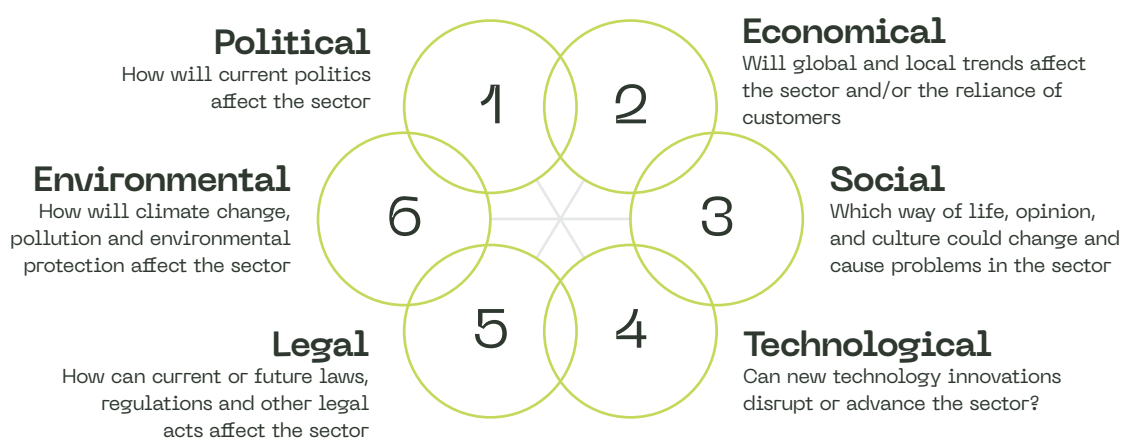 Political
How will current politics
affect the sector
1
2
Economical
Will global and local trends affect
the sector and/or the reliance of
customers
Environmental
How will climate change,
pollution and environmental
protection affect the sector
6
3
Social
Which way of life, opinion,
and culture could change and
cause problems in the sector
Legal
How can current or future laws,
regulations and other legal
acts affect the sector
5
4
Technological
Can new technology innovations
disrupt or advance the sector?